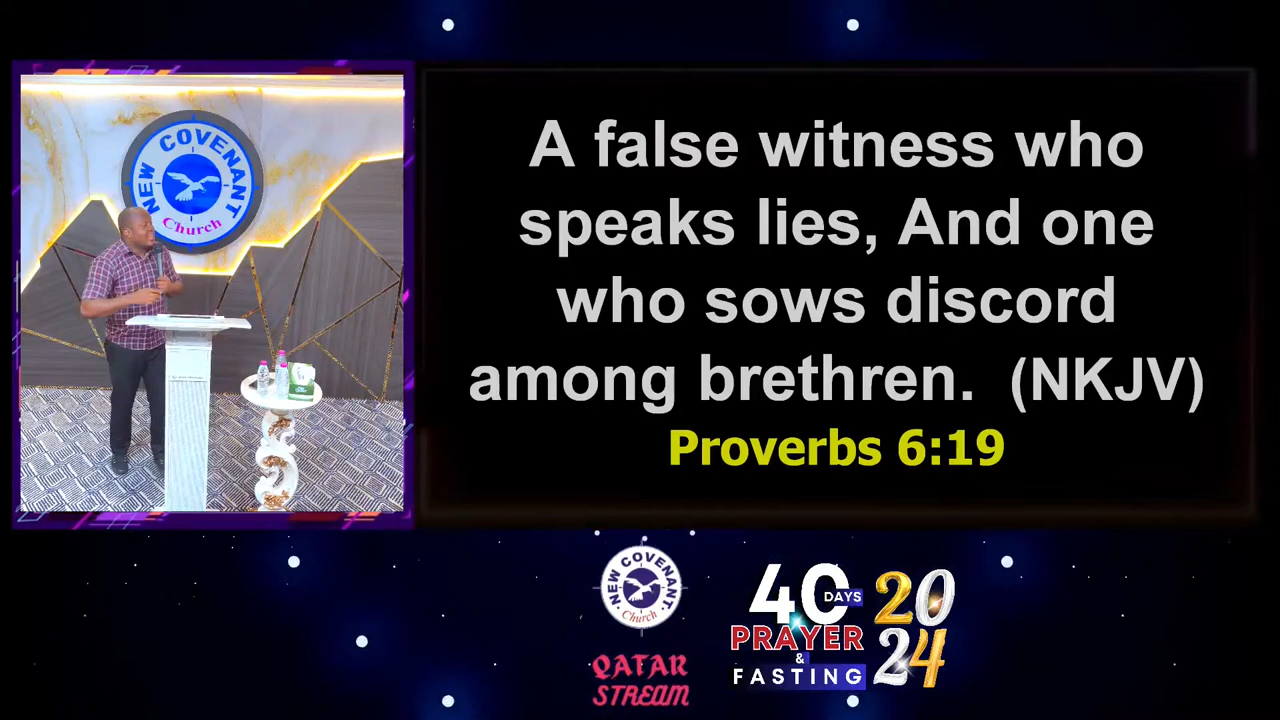 NEW COVENANT
Church
A false witness who
speaks lies, And one
who sows discord
among brethren. (NKJV)
Proverbs 6:19
NEW COVENANT
Church
QATAR
STREAM
40
DAYS
PRAYER
&
FASTING
20
24